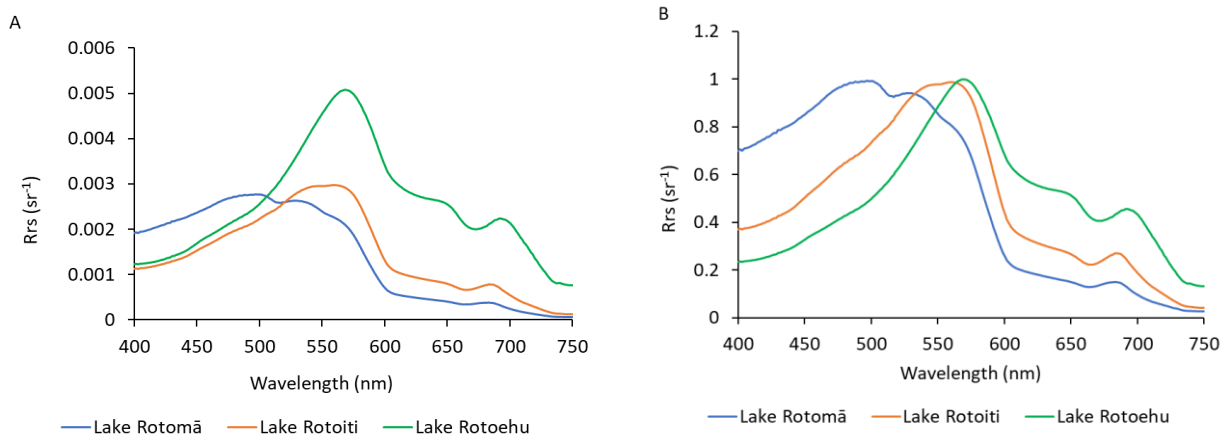 A
0.006
0.005
0.004
0.003
0.002
0.001
0
Rrs (sr-1)
400 450 500 550 600 650 700 750
Wavelength (nm)
Lake Rotomā Lake Rotoiti Lake Rotoehu
B
1.2
1
0.8
0.6
0.4
0.2
0
Rrs (sr-1)
400 450 500 550 600 650 700 750
Wavelength (nm)
Lake Rotomā Lake Rotoiti Lake Rotoehu